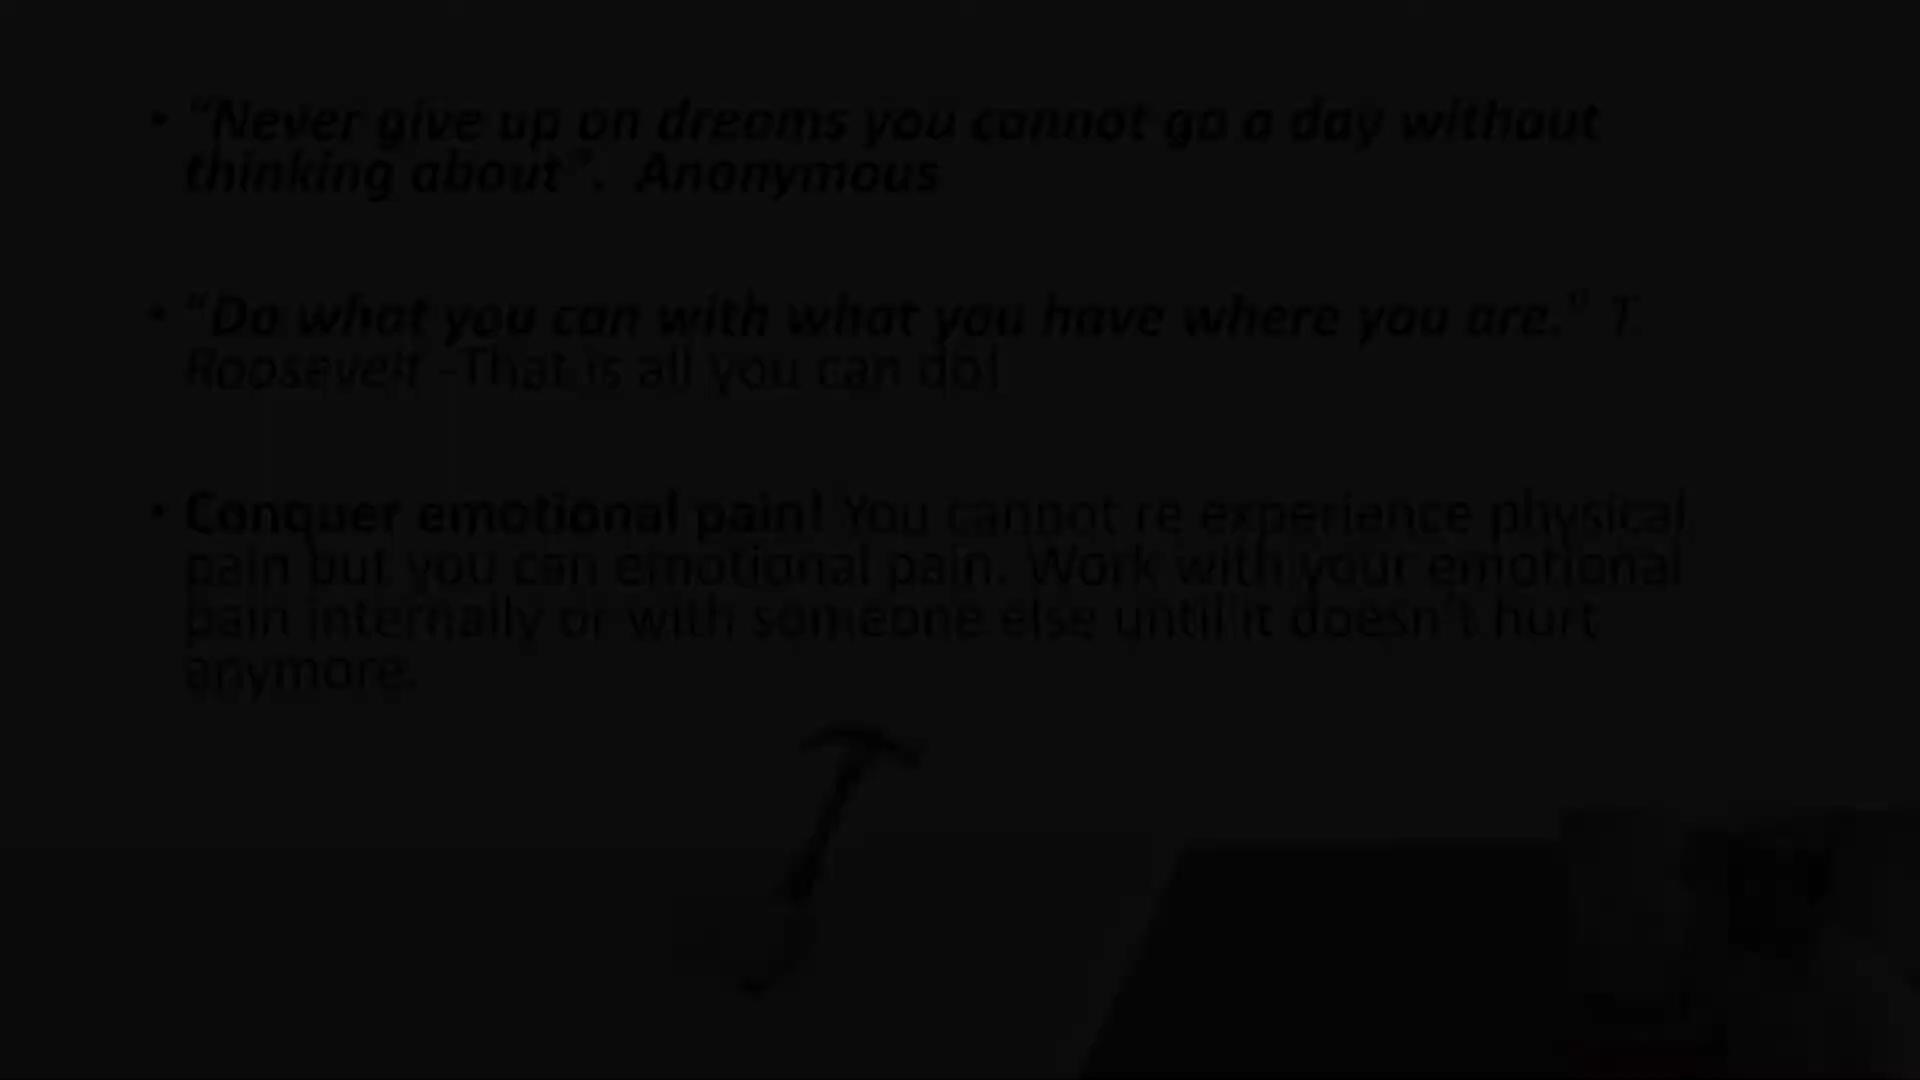 • "Never give up on dreams you cannot go a day without
thinking about". Anonymous
• "Do what you can with what you have where you are." T.
Roosevelt -That is all you can do!
• Conquer emotional pain! You cannot re experience physical
pain but you can emotional pain. Work with your emotional
pain internally or with someone else until it doesn't hurt
anymore.